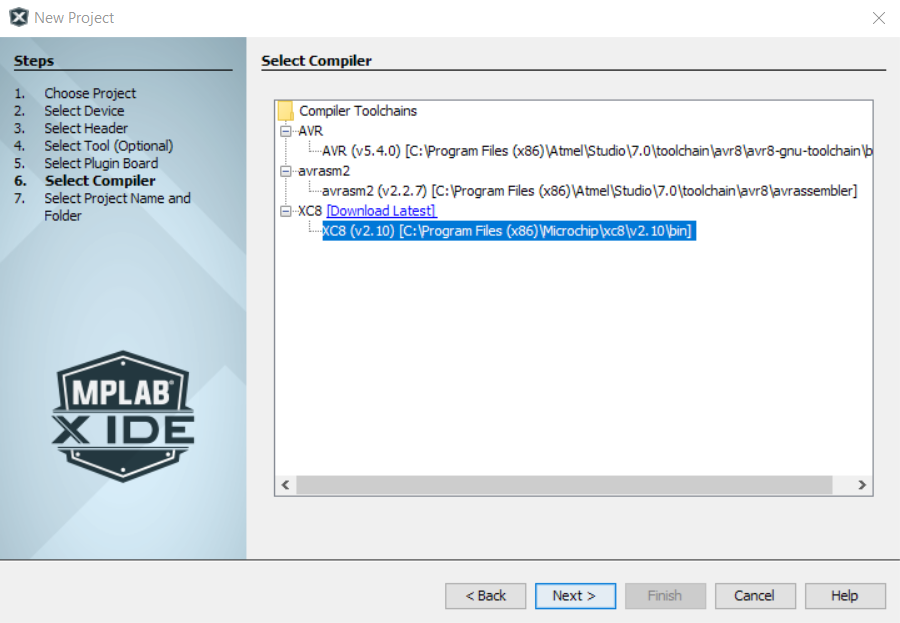 New Project
Steps
1. Choose Project
2. Select Device
3. Select Header
4. Select Tool (Optional)
5. Select Plugin Board
6. Select Compiler
7. Select Project Name and
Folder
MPLAB®
X IDE
Select Compiler
Compiler Toolchains
AVR
AVR (v5.4.0) [C:\Program Files (x86)\Atmel\Studio\7.0\toolchain\avr8\avr8-gnu-toolchain\b
avrasm2
avrasm2 (v2.2.7) [C:\Program Files (x86)\Atmel\Studio\7.0\toolchain\avr8\avrassembler]
XC8 [Download Latest]
XC8 (v2.10) [C:\Program Files (x86)\Microchip\xc8\v2.10\bin]
< Back
Next >
Finish
Cancel
Help